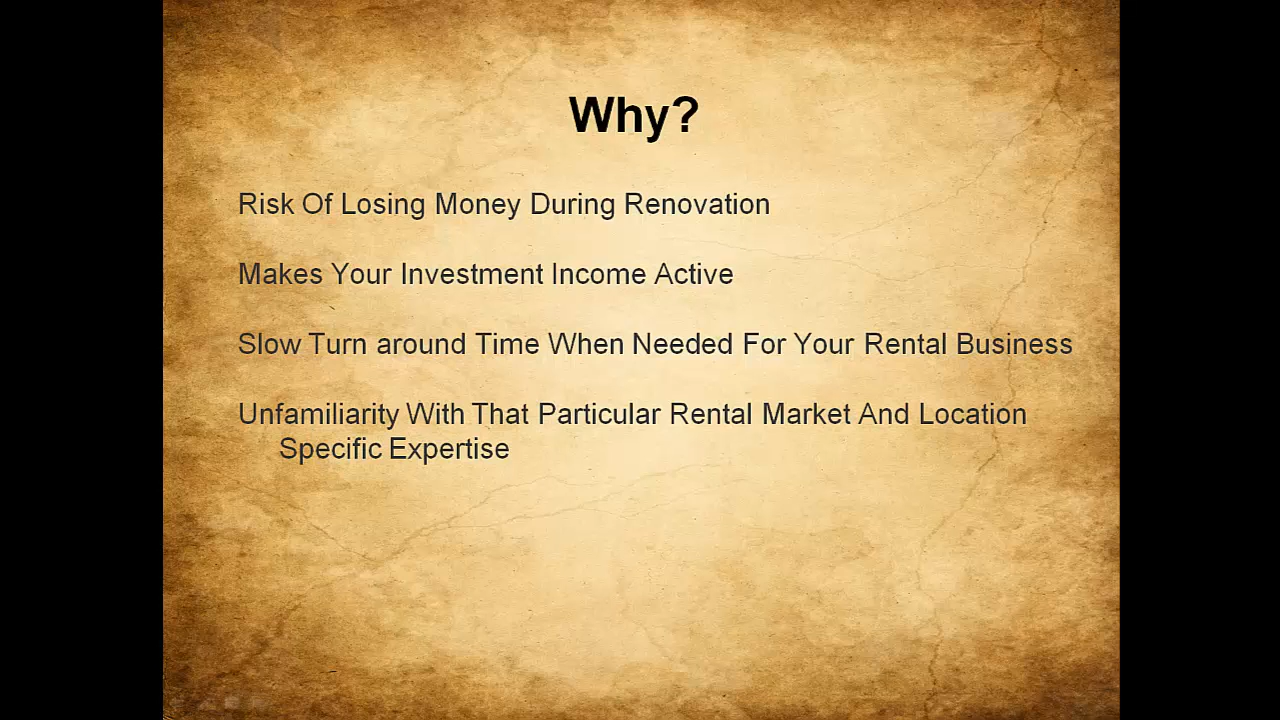 Why?
Risk Of Losing Money During Renovation
Makes Your Investment Income Active
Slow Turn around Time When Needed For Your Rental Business
Unfamiliarity With That Particular Rental Market And Location
Specific Expertise